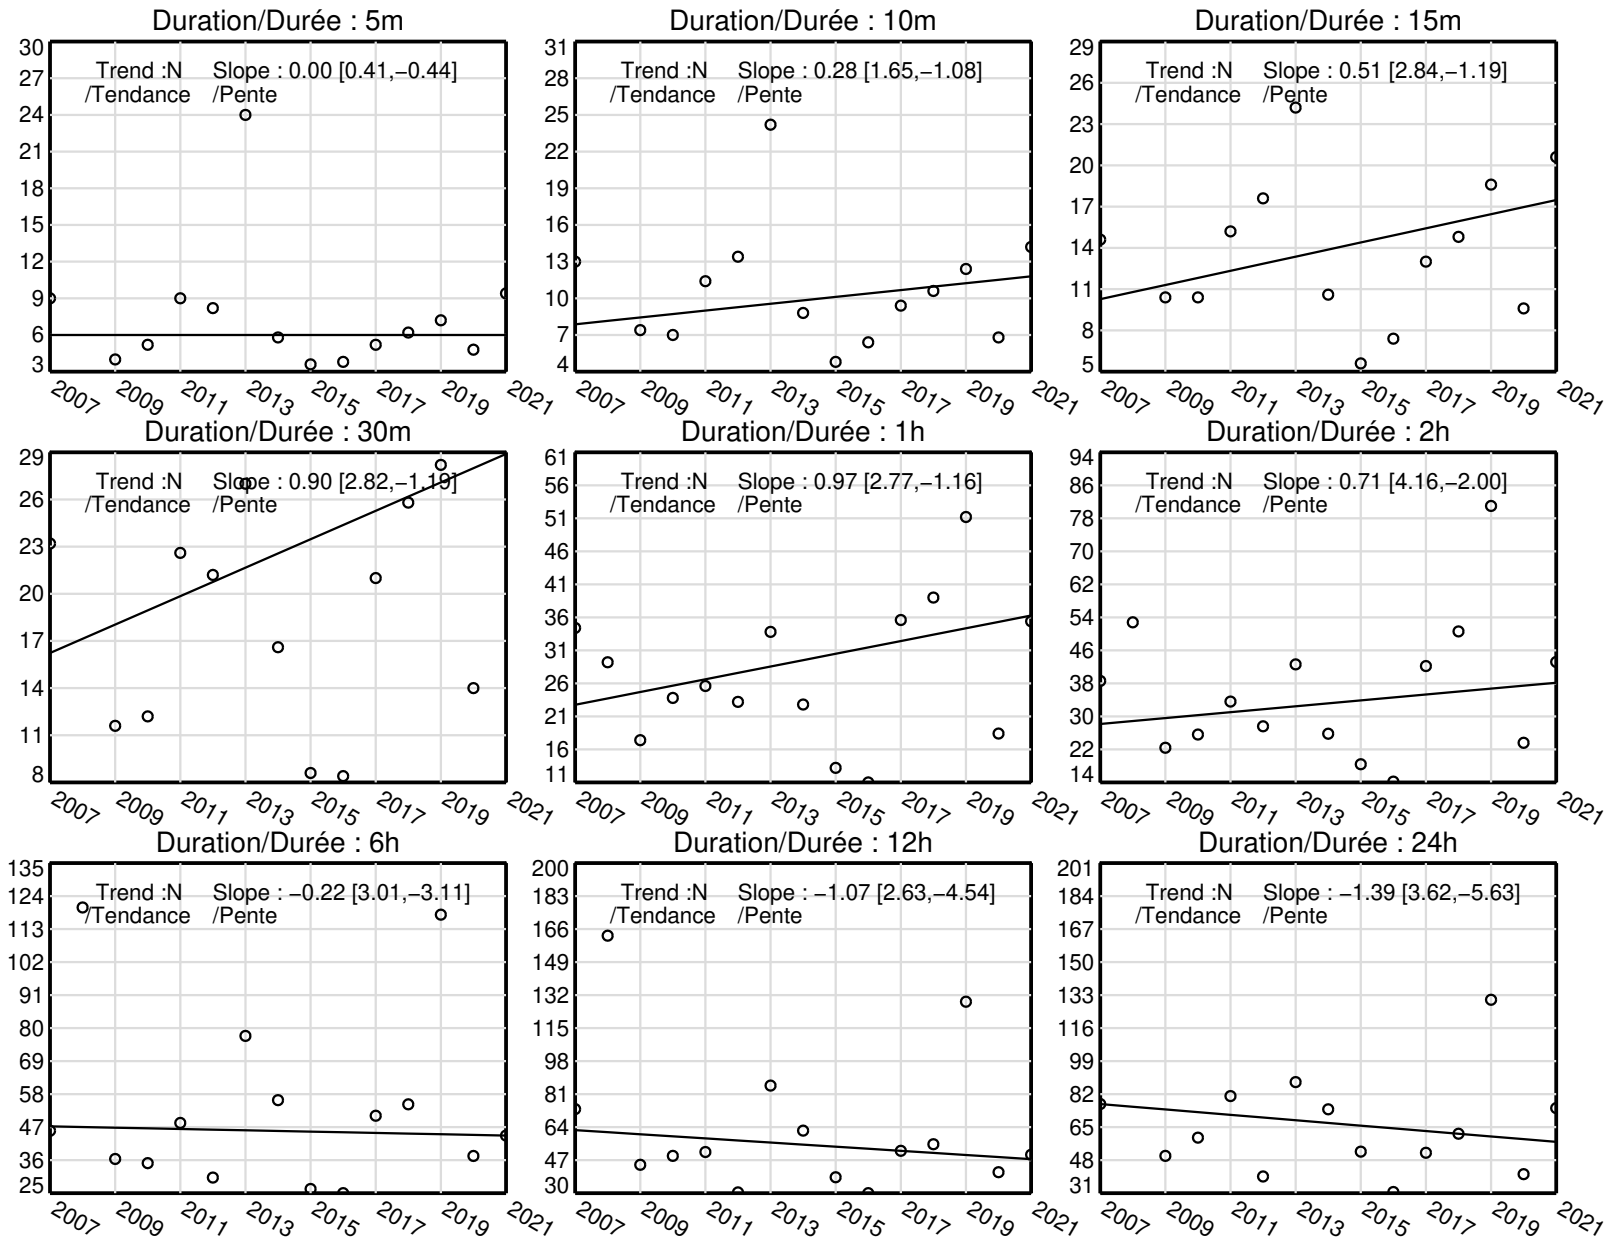 Duration/Durée : 5m
30
27
24
21
18
15
12
9
6
3
Trend :N Slope : 0.00 [0.41,−0.44]
/Tendance /Pente
2007 2009 2011 2013 2015 2017 2019 2021
Duration/Durée : 10m
31
28
25
22
19
16
13
10
7
4
Trend :N Slope : 0.28 [1.65,−1.08]
/Tendance /Pente
2007 2009 2011 2013 2015 2017 2019 2021
Duration/Durée : 15m
29
26
23
20
17
14
11
8
5
Trend :N Slope : 0.51 [2.84,−1.19]
/Tendance /Pente
2007 2009 2011 2013 2015 2017 2019 2021
Duration/Durée : 30m
29
26
23
20
17
14
11
8
Trend :N Slope : 0.90 [2.82,−1.19]
/Tendance /Pente
2007 2009 2011 2013 2015 2017 2019 2021
Duration/Durée : 1h
61
56
51
46
41
36
31
26
21
16
11
Trend :N Slope : 0.97 [2.77,−1.16]
/Tendance /Pente
2007 2009 2011 2013 2015 2017 2019 2021
Duration/Durée : 2h
94
86
78
70
62
54
46
38
30
22
14
Trend :N Slope : 0.71 [4.16,−2.00]
/Tendance /Pente
2007 2009 2011 2013 2015 2017 2019 2021
Duration/Durée : 6h
135
124
113
102
91
80
69
58
47
36
25
Trend :N Slope : −0.22 [3.01,−3.11]
/Tendance /Pente
2007 2009 2011 2013 2015 2017 2019 2021
Duration/Durée : 12h
200
183
166
149
132
115
98
81
64
47
30
Trend :N Slope : −1.07 [2.63,−4.54]
/Tendance /Pente
2007 2009 2011 2013 2015 2017 2019 2021
Duration/Durée : 24h
201
184
167
150
133
116
99
82
65
48
31
Trend :N Slope : −1.39 [3.62,−5.63]
/Tendance /Pente
2007 2009 2011 2013 2015 2017 2019 2021